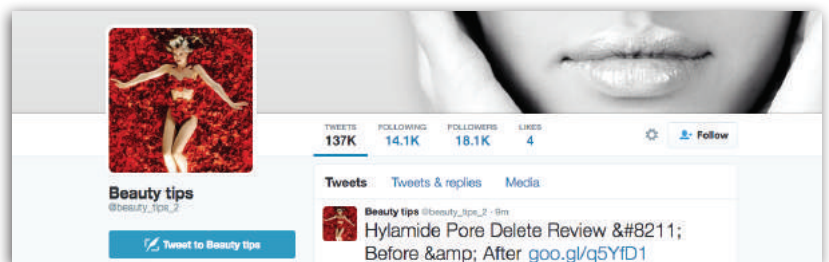 TWEETS FOLLOWING FOLLOWERS LIKES
137K 14.1K 18.1K 4
Follow
Tweets Tweets & replies Media
Beauty tips
@beauty_tips_2
Tweet to Beauty tips
Beauty tips @beauty_tips_2 · 9m
Hylamide Pore Delete Review &#8211;
Before &amp; After goo.gl/q5YfD1